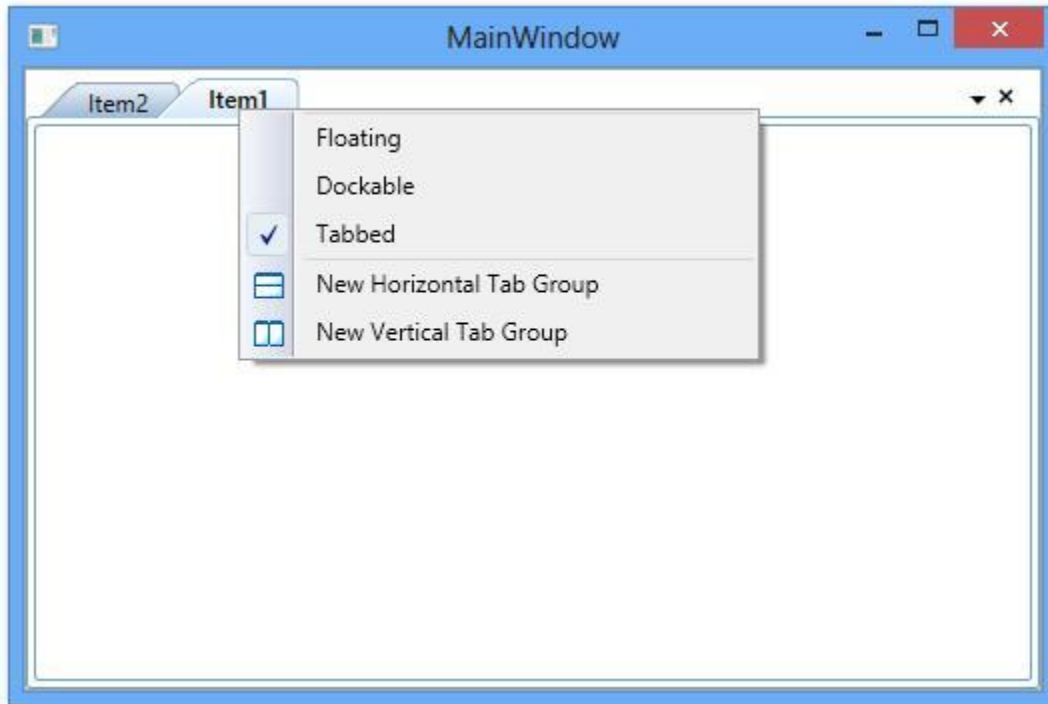 MainWindow
Item2
Item1
Floating
Dockable
Tabbed
New Horizontal Tab Group
New Vertical Tab Group